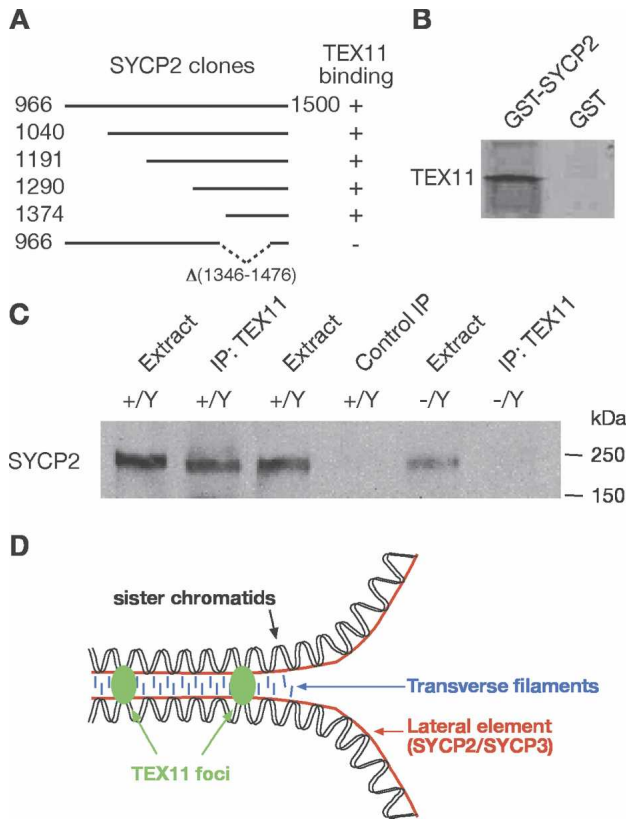 A
SYCP2 clones
TEX11 binding
966 1500 +
1040 +
1191 +
1290 +
1374 +
966 -
Δ(1346-1476)
B
GST-SYCP2
GST
TEX11
C
Extract
IP: TEX11
Extract
Control IP
Extract
IP: TEX11
+/Y +/Y +/Y +/Y -/Y -/Y
kDa
SYCP2
250
150
D
sister chromatids
Transverse filaments
Lateral element
(SYCP2/SYCP3)
TEX11 foci